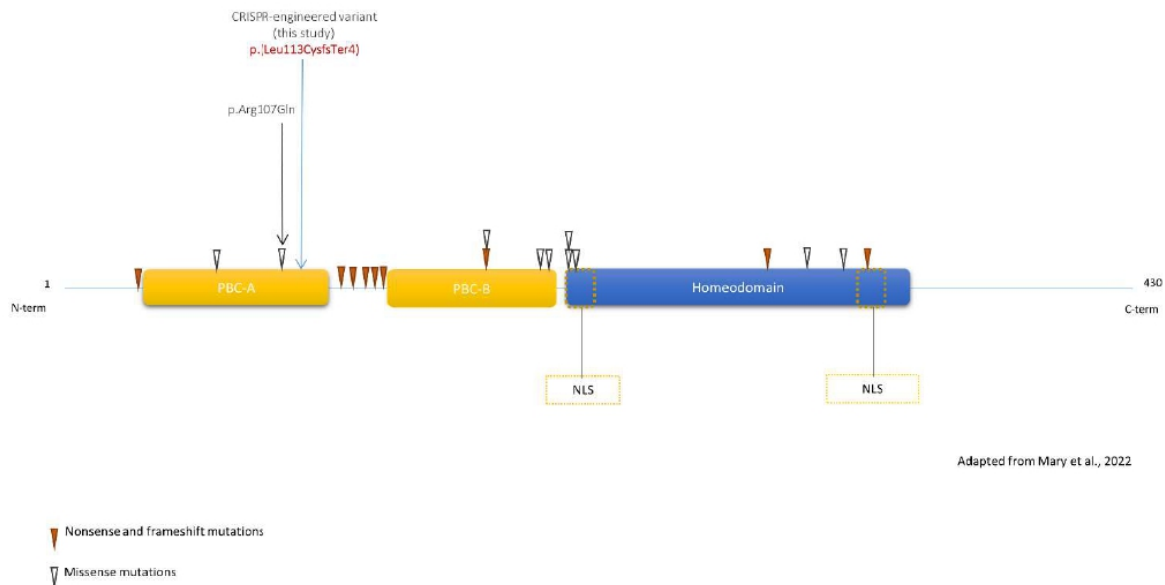 CRISPR-engineered variant
(this study)
p.(Leu113CysfsTer4)
p.Arg107Gln
1
PBC-A
PBC-B
Homeodomain
430
N-term
C-term
NLS
NLS
Adapted from Mary et al., 2022
Nonsense and frameshift mutations
Missense mutations